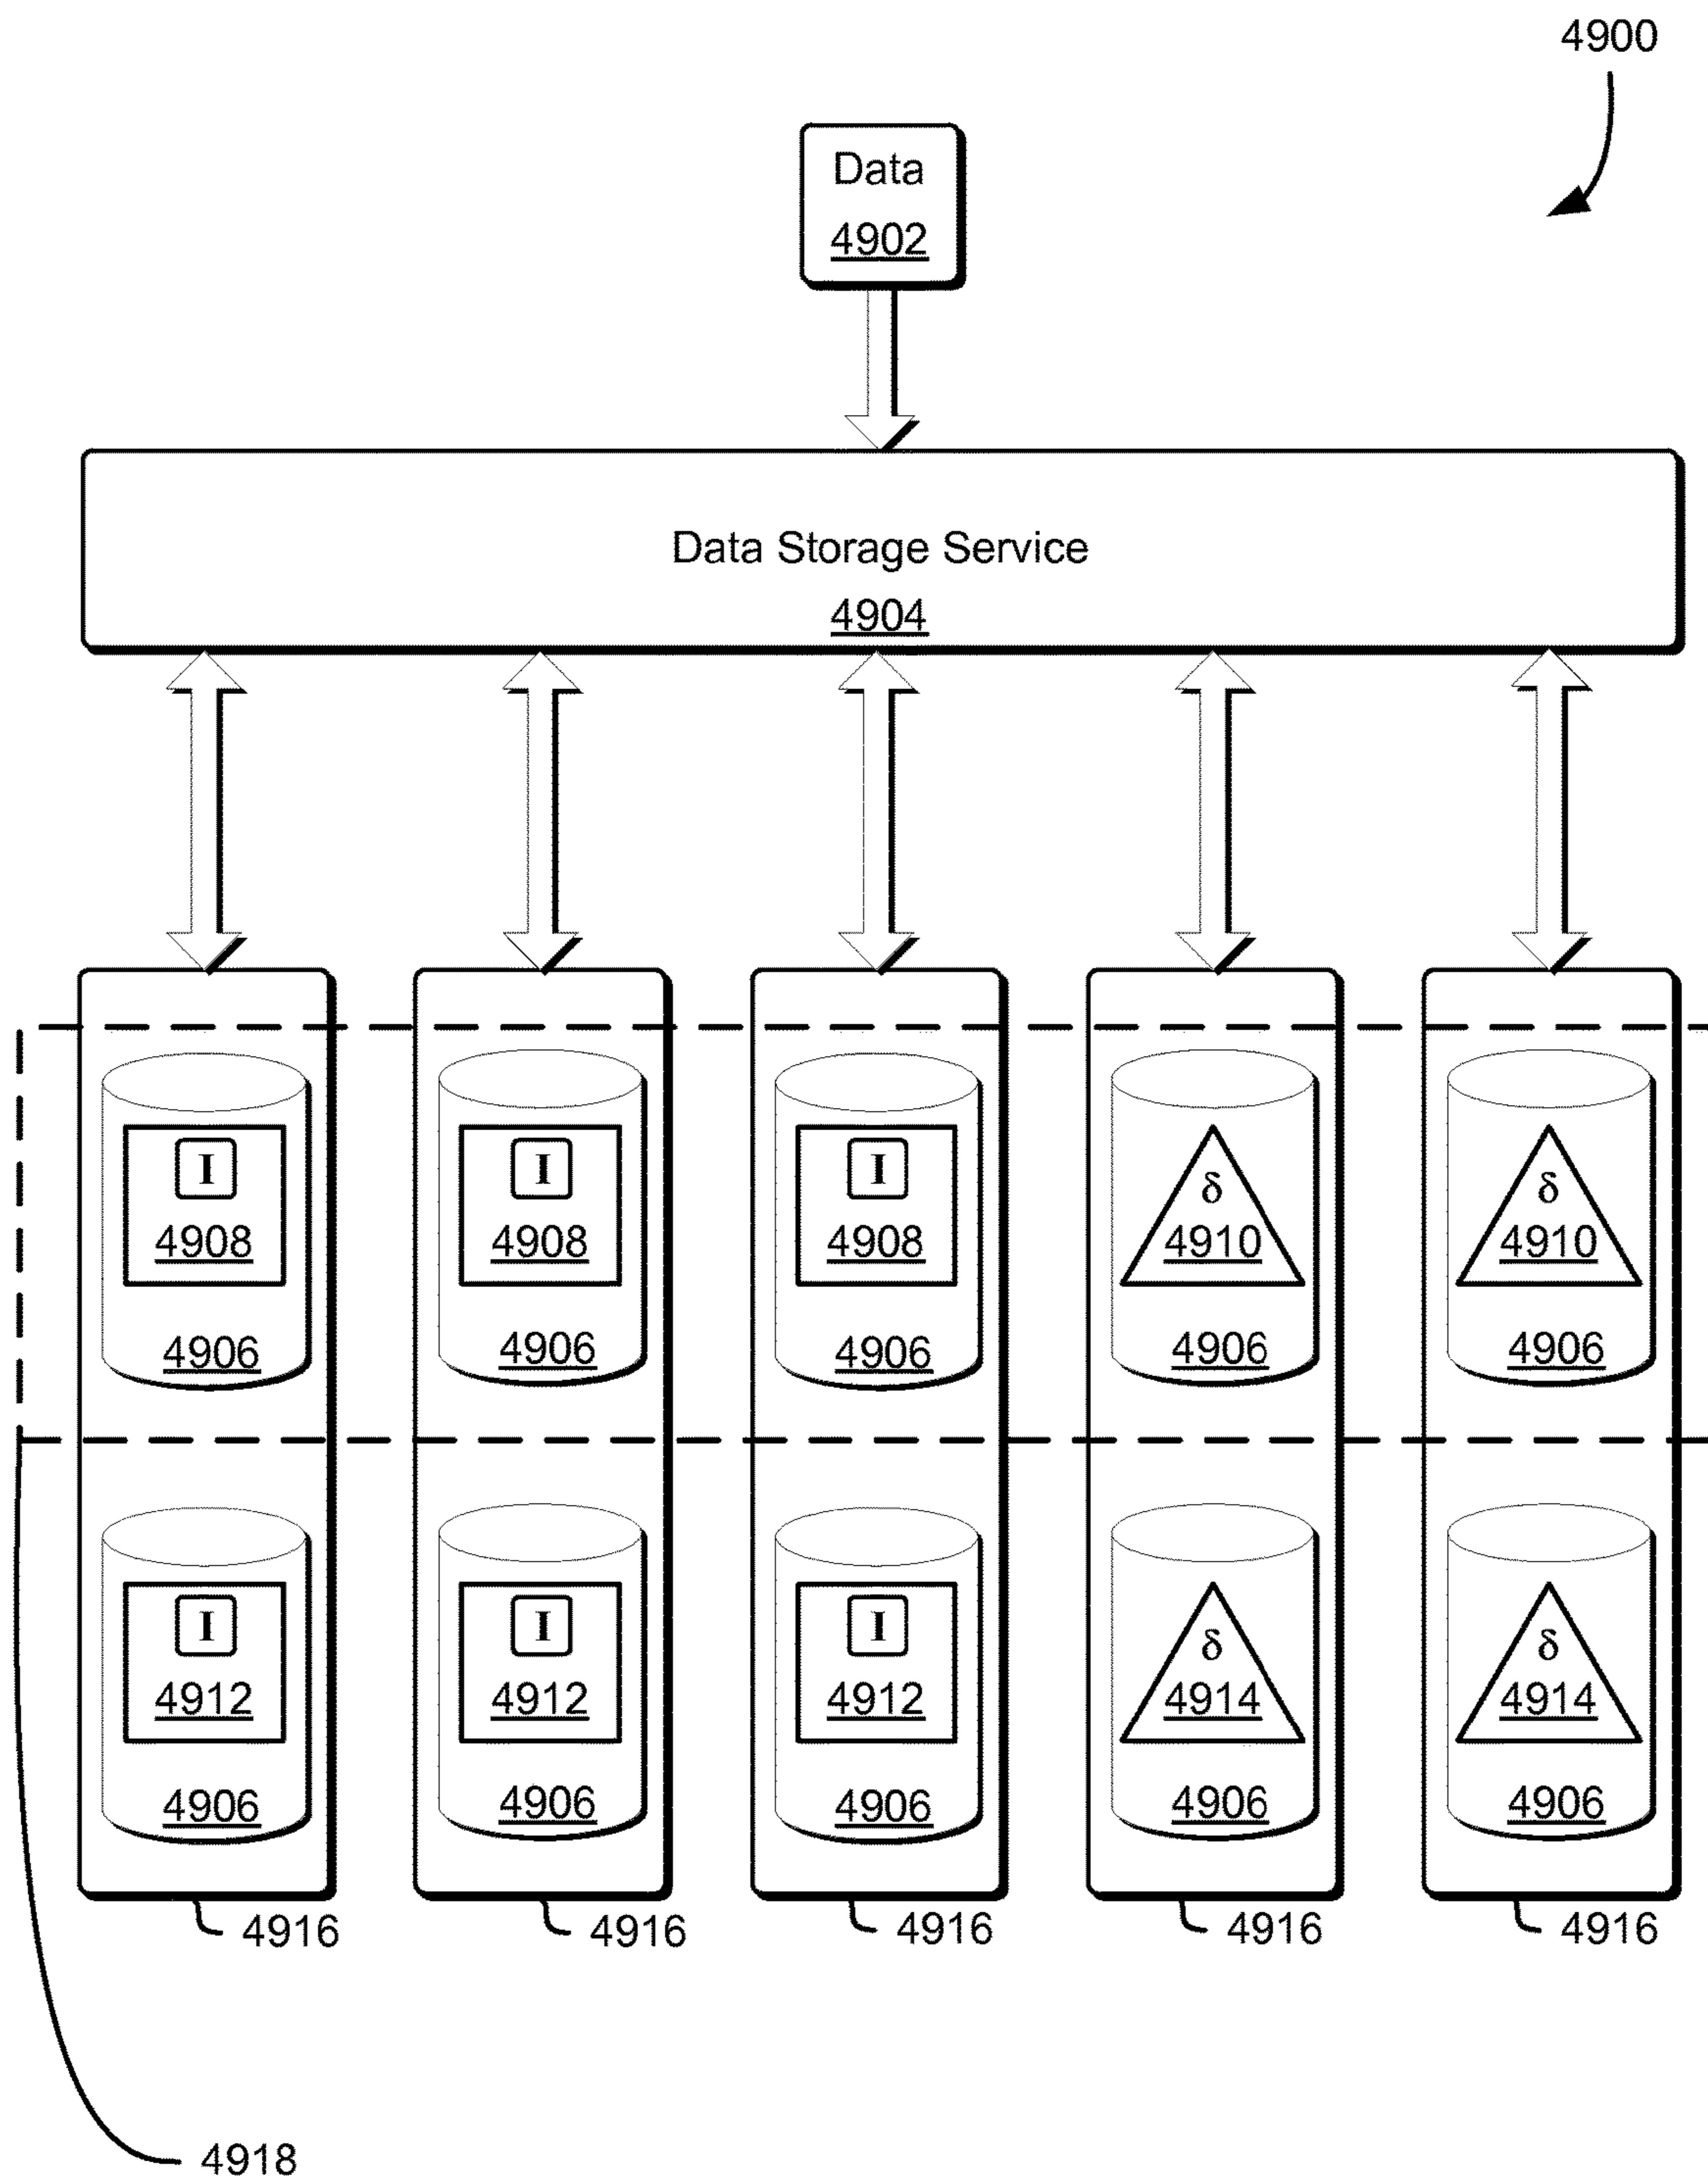 4900
Data
4902
Data Storage Service
4904
I I I δ δ
4908 4908 4908 4910 4910
4906 4906 4906 4906 4906
I I I δ δ
4912 4912 4912 4914 4914
4906 4906 4906 4906 4906
4916 4916 4916 4916 4916
4918